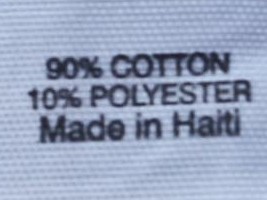 90% COTTON
10% POLYESTER
Made in Haiti